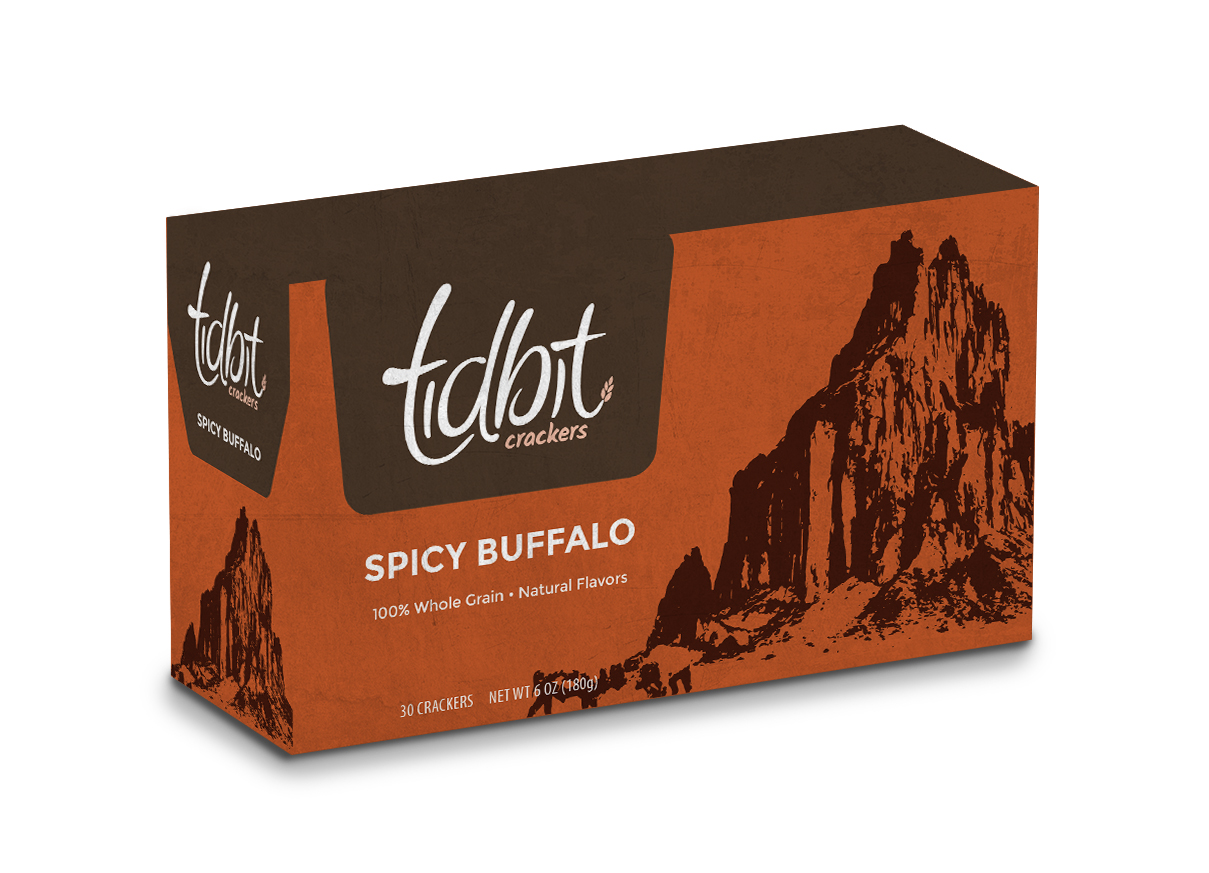 tidbit
crackers
SPICY BUFFALO
tidbit
crackers
SPICY BUFFALO
100% Whole Grain • Natural Flavors
30 CRACKERS NET WT 6 OZ (180g)